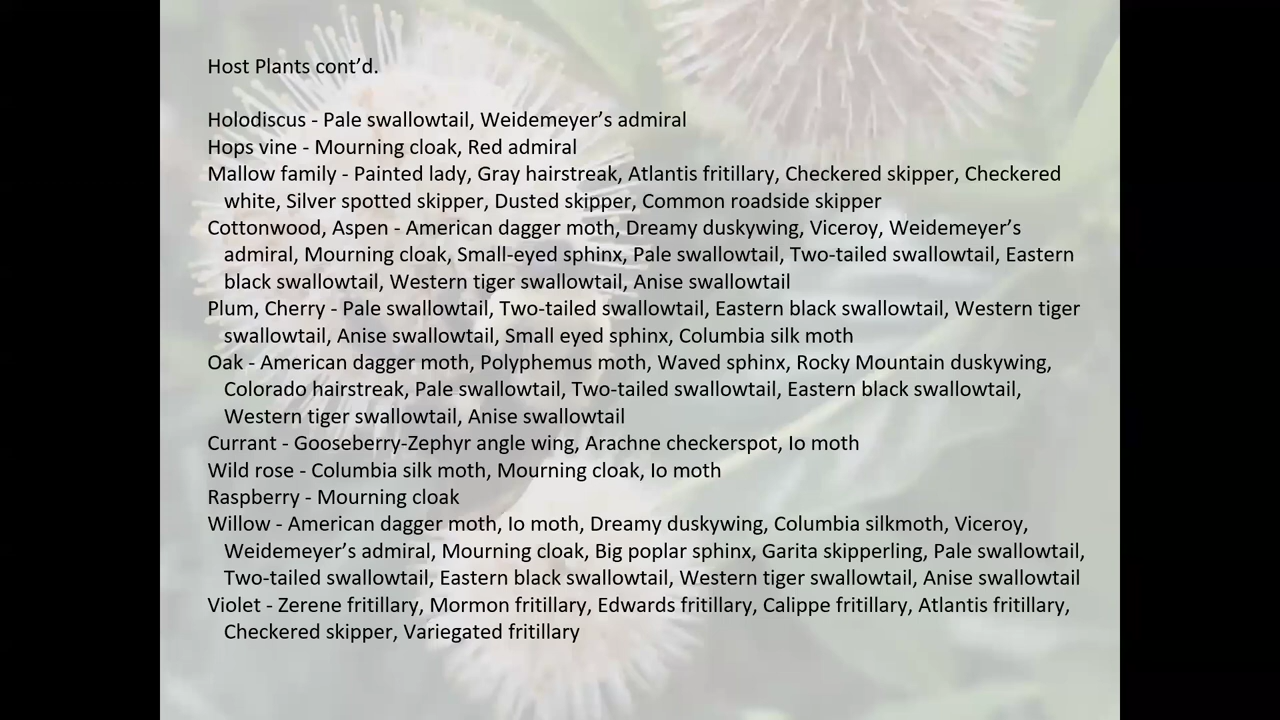 Host Plants cont’d.
Holodiscus - Pale swallowtail, Weidemeyer’s admiral
Hops vine - Mourning cloak, Red admiral
Mallow family - Painted lady, Gray hairstreak, Atlantis fritillary, Checkered skipper, Checkered
white, Silver spotted skipper, Dusted skipper, Common roadside skipper
Cottonwood, Aspen - American dagger moth, Dreamy duskywing, Viceroy, Weidemeyer’s
admiral, Mourning cloak, Small-eyed sphinx, Pale swallowtail, Two-tailed swallowtail, Eastern
black swallowtail, Western tiger swallowtail, Anise swallowtail
Plum, Cherry - Pale swallowtail, Two-tailed swallowtail, Eastern black swallowtail, Western tiger
swallowtail, Anise swallowtail, Small eyed sphinx, Columbia silk moth
Oak - American dagger moth, Polyphemus moth, Waved sphinx, Rocky Mountain duskywing,
Colorado hairstreak, Pale swallowtail, Two-tailed swallowtail, Eastern black swallowtail,
Western tiger swallowtail, Anise swallowtail
Currant - Gooseberry-Zephyr angle wing, Arachne checkerspot, Io moth
Wild rose - Columbia silk moth, Mourning cloak, Io moth
Raspberry - Mourning cloak
Willow - American dagger moth, Io moth, Dreamy duskywing, Columbia silkmoth, Viceroy,
Weidemeyer’s admiral, Mourning cloak, Big poplar sphinx, Garita skipperling, Pale swallowtail,
Two-tailed swallowtail, Eastern black swallowtail, Western tiger swallowtail, Anise swallowtail
Violet - Zerene fritillary, Mormon fritillary, Edwards fritillary, Calippe fritillary, Atlantis fritillary,
Checkered skipper, Variegated fritillary